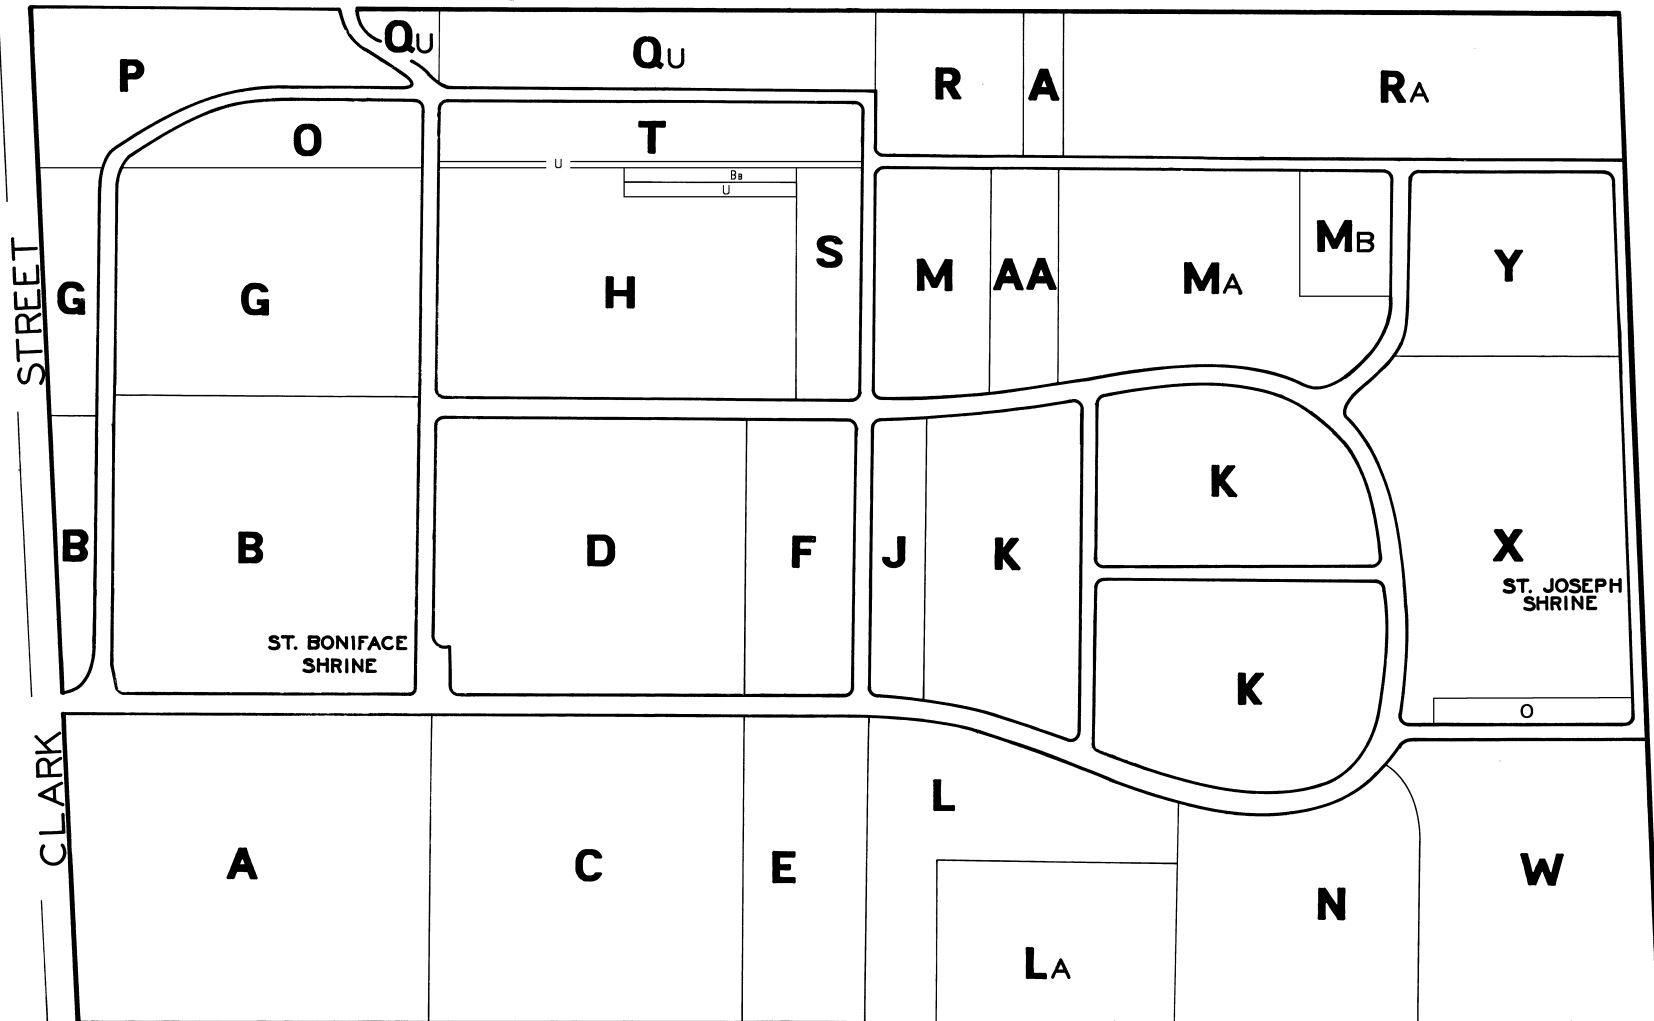 QU
QU
P
R
A
RA
O
T
U
BB
U
S
MB
Y
G
G
H
M
AA
MA
STREET
K
B
B
D
F
J
K
X
ST. JOSEPH
SHRINE
ST. BONIFACE
SHRINE
K
O
CLARK
L
A
C
E
N
W
LA